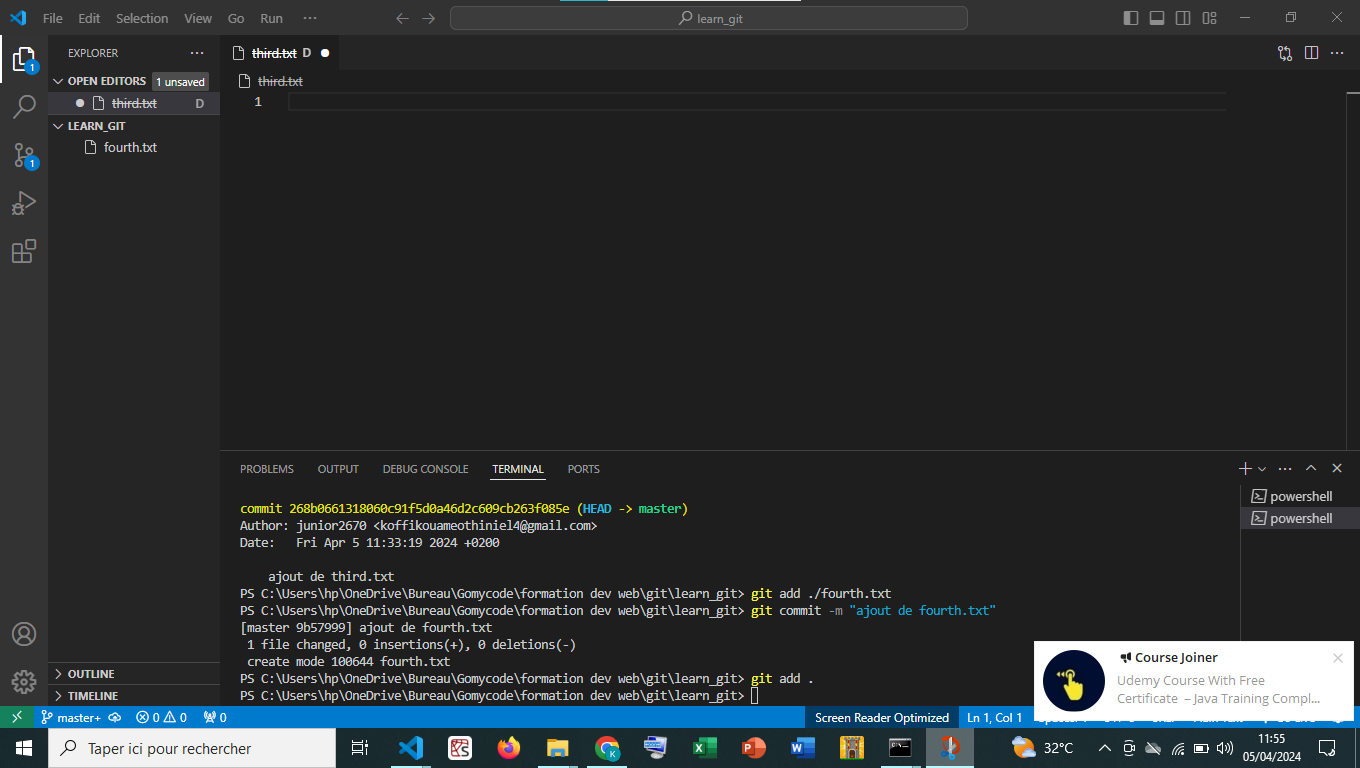 File Edit Selection View Go Run ··· learn_git
EXPLORER ···
OPEN EDITORS 1 unsaved
third.txt D
LEARN_GIT
fourth.txt
OUTLINE
TIMELINE
third.txt D
third.txt
1
PROBLEMS OUTPUT DEBUG CONSOLE TERMINAL PORTS
commit 268b0661318060c91f5d0a46d2c609cb263f085e (HEAD -> master)
Author: junior2670 <koffikouameothiniel4@gmail.com>
Date: Fri Apr 5 11:33:19 2024 +0200
ajout de third.txt
PS C:\Users\hp\OneDrive\Bureau\Gomycode\formation dev web\git\learn_git> git add ./fourth.txt
PS C:\Users\hp\OneDrive\Bureau\Gomycode\formation dev web\git\learn_git> git commit -m "ajout de fourth.txt"
[master 9b57999] ajout de fourth.txt
1 file changed, 0 insertions(+), 0 deletions(-)
create mode 100644 fourth.txt
PS C:\Users\hp\OneDrive\Bureau\Gomycode\formation dev web\git\learn_git> git add .
PS C:\Users\hp\OneDrive\Bureau\Gomycode\formation dev web\git\learn_git>
powershell
powershell
Course Joiner
Udemy Course With Free
Certificate – Java Training Compl...
master+ 0 0 0 Screen Reader Optimized Ln 1, Col 1
Taper ici pour rechercher
32°C
11:55
05/04/2024